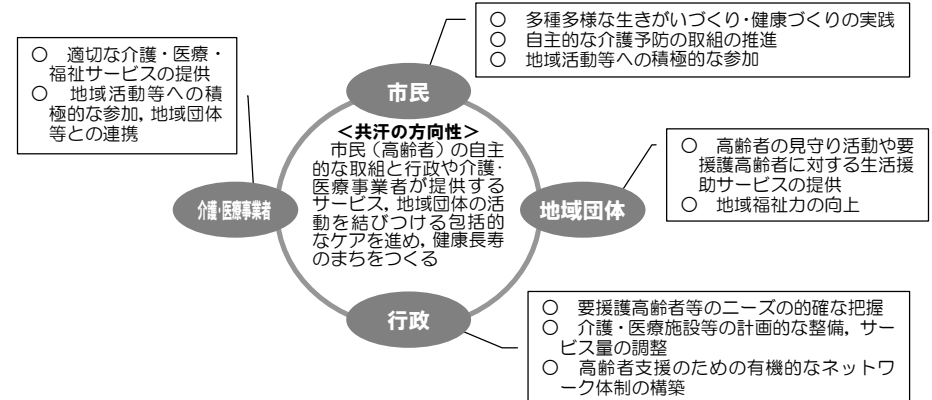 ○　多種多様な生きがいづくり・健康づくりの実践
○　自主的な介護予防の取組の推進
○　地域活動等への積極的な参加
○　適切な介護・医療・
福祉サービスの提供
○　地域活動等への積
極的な参加，地域団体
等との連携
市民
＜共汗の方向性＞
市民（高齢者）の自主
的な取組と行政や介護・
医療事業者が提供する
サービス，地域団体の活
動を結びつける包括的
なケアを進め，健康長寿
のまちをつくる
介護・医療事業者
地域団体
○　高齢者の見守り活動や要
援護高齢者に対する生活援
助サービスの提供
○　地域福祉力の向上
行政
○　要援護高齢者等のニーズの的確な把握
○　介護・医療施設等の計画的な整備，サー
ビス量の調整
○　高齢者支援のための有機的なネットワ
ーク体制の構築